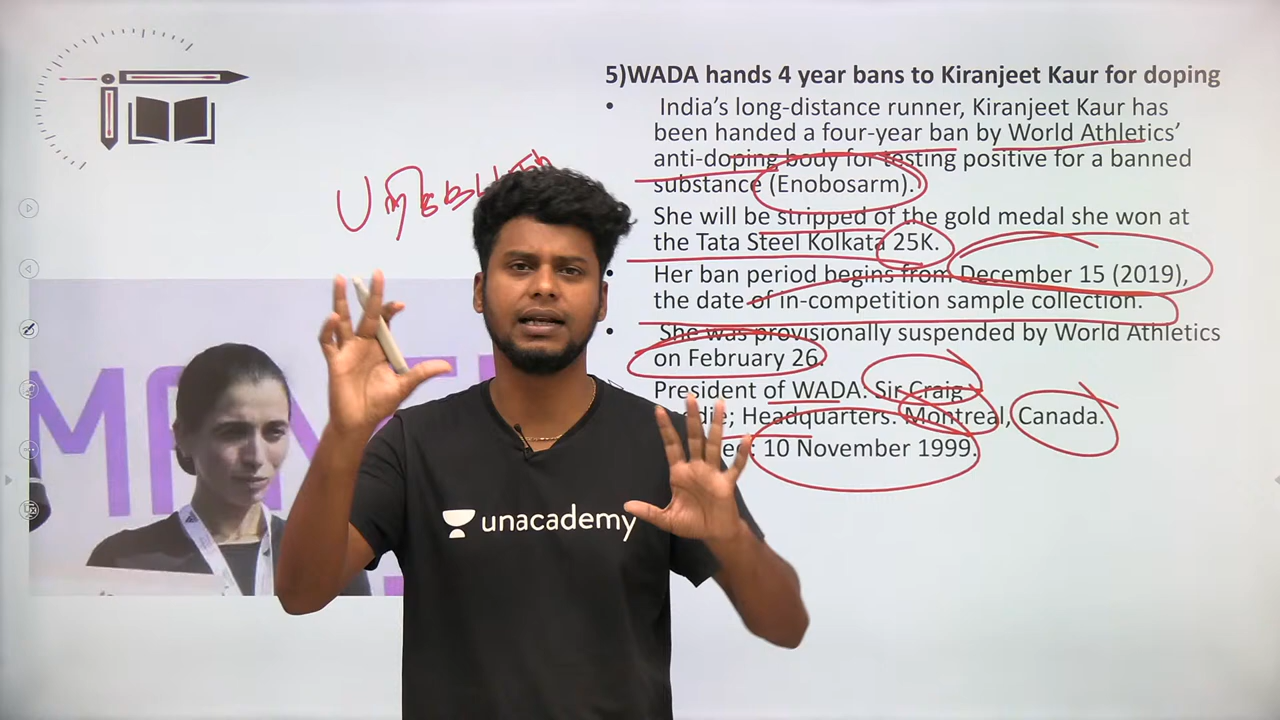 5)WADA hands 4 year bans to Kiranjeet Kaur for doping
• India's long-distance runner, Kiranjeet Kaur has
been handed a four-year ban by World Athletics'
anti-doping body for testing positive for a banned
substance (Enobosarm).
She will be stripped of the gold medal she won at
the Tata Steel Kolkata 25K.
• Her ban period begins from December 15 (2019),
the date of in-competition sample collection.
• She was provisionally suspended by World Athletics
on February 26.
President of WADA: Sir Craig
Headquarters: Montreal, Canada.
10 November 1999.
unacademy